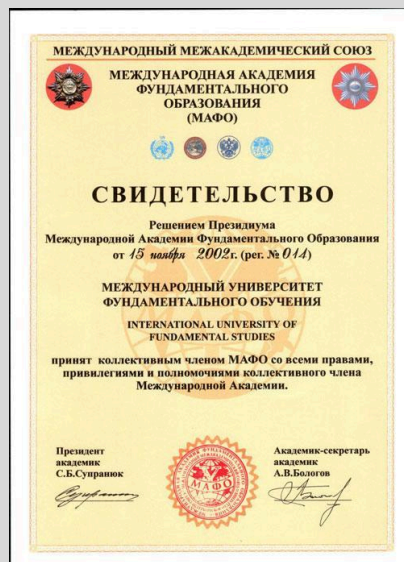 МЕЖДУНАРОДНЫЙ МЕЖАКАДЕМИЧЕСКИЙ СОЮЗ
МЕЖДУНАРОДНАЯ АКАДЕМИЯ
ФУНДАМЕНТАЛЬНОГО
ОБРАЗОВАНИЯ
(МАФО)
СВИДЕТЕЛЬСТВО
Решением Президиума
Международной Академии Фундаментального Образования
от 15 ноября 2002г. (рег. № 014)
МЕЖДУНАРОДНЫЙ УНИВЕРСИТЕТ
ФУНДАМЕНТАЛЬНОГО ОБУЧЕНИЯ
INTERNATIONAL UNIVERSITY OF
FUNDAMENTAL STUDIES
принят коллективным членом МАФО со всеми правами,
привилегиями и полномочиями коллективного члена
Международной Академии.
Президент
академик
С.Б.Супранюк
МАФО
Академик-секретарь
академик
А.В.Бологов